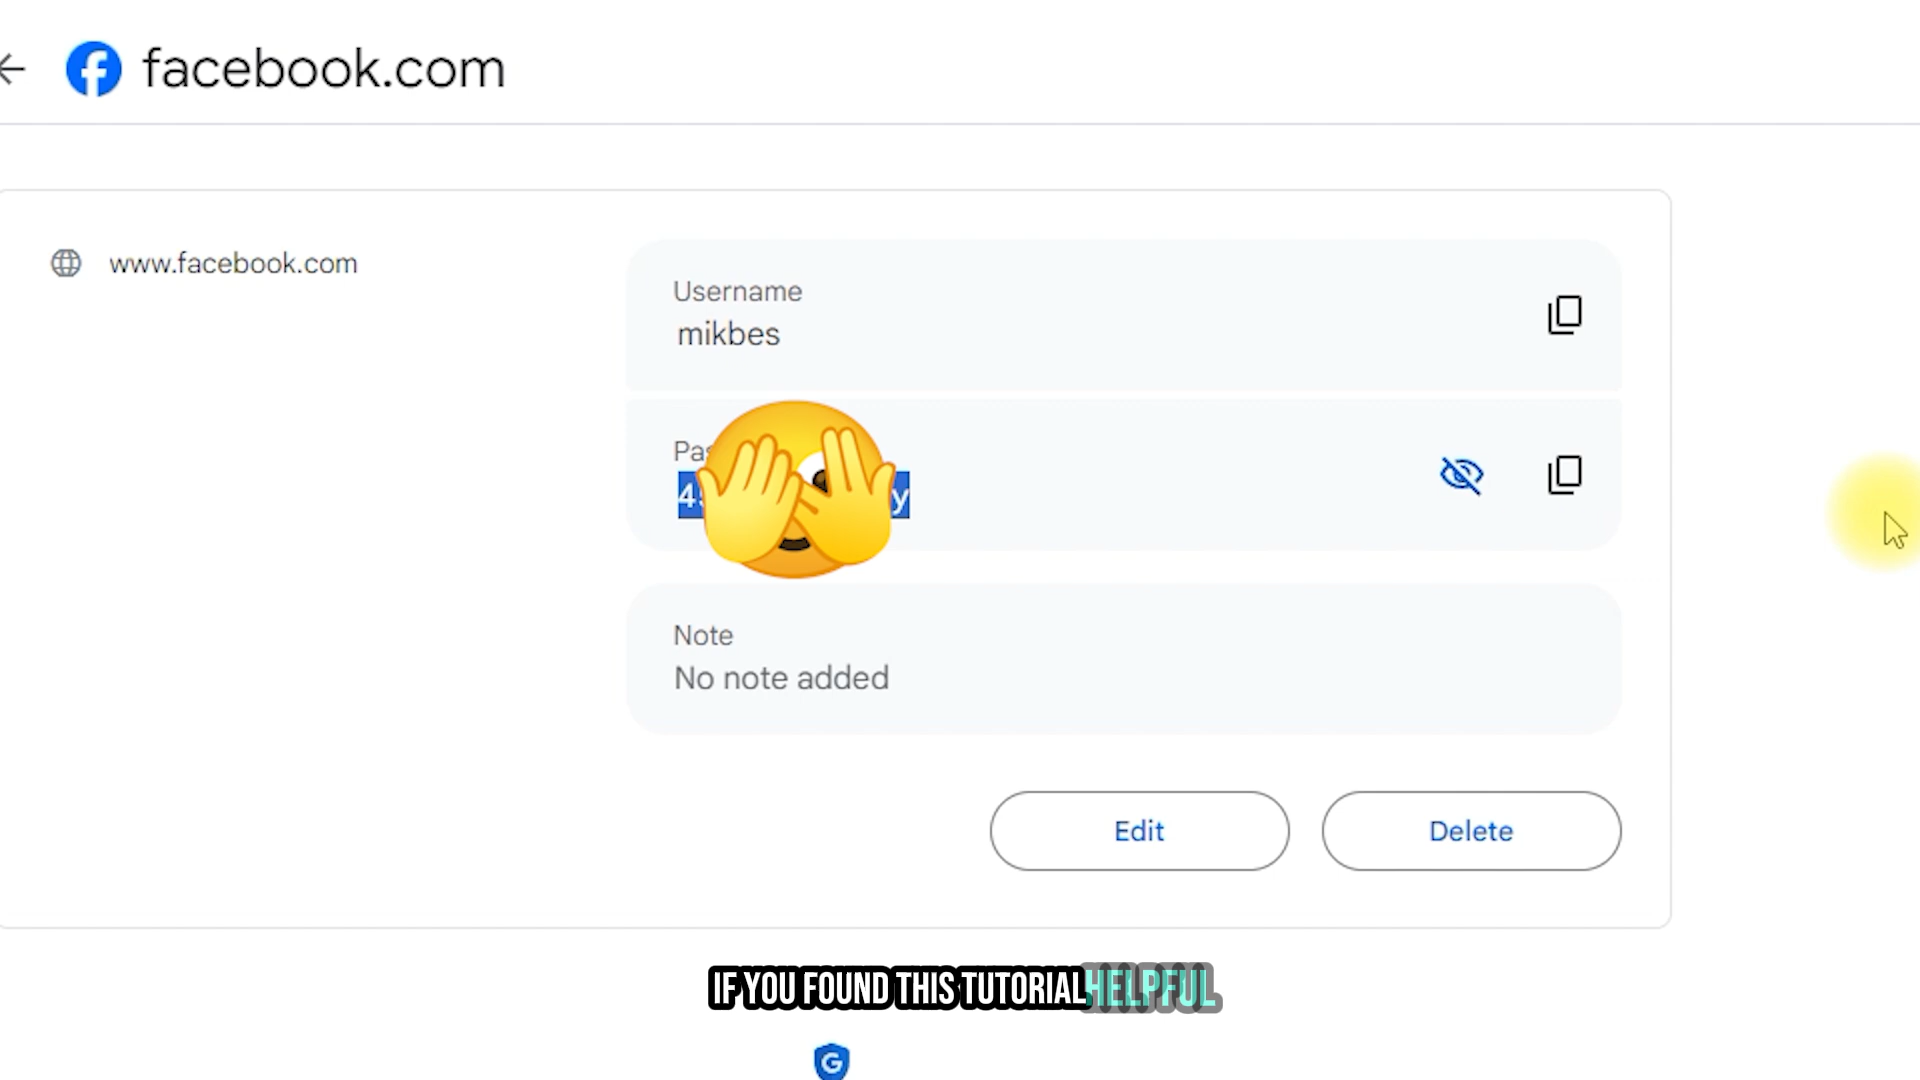 facebook.com
www.facebook.com
Username
mikbes
Note
No note added
Edit
Delete
IF YOU FOUND THIS TUTORIAL HELPFUL
G